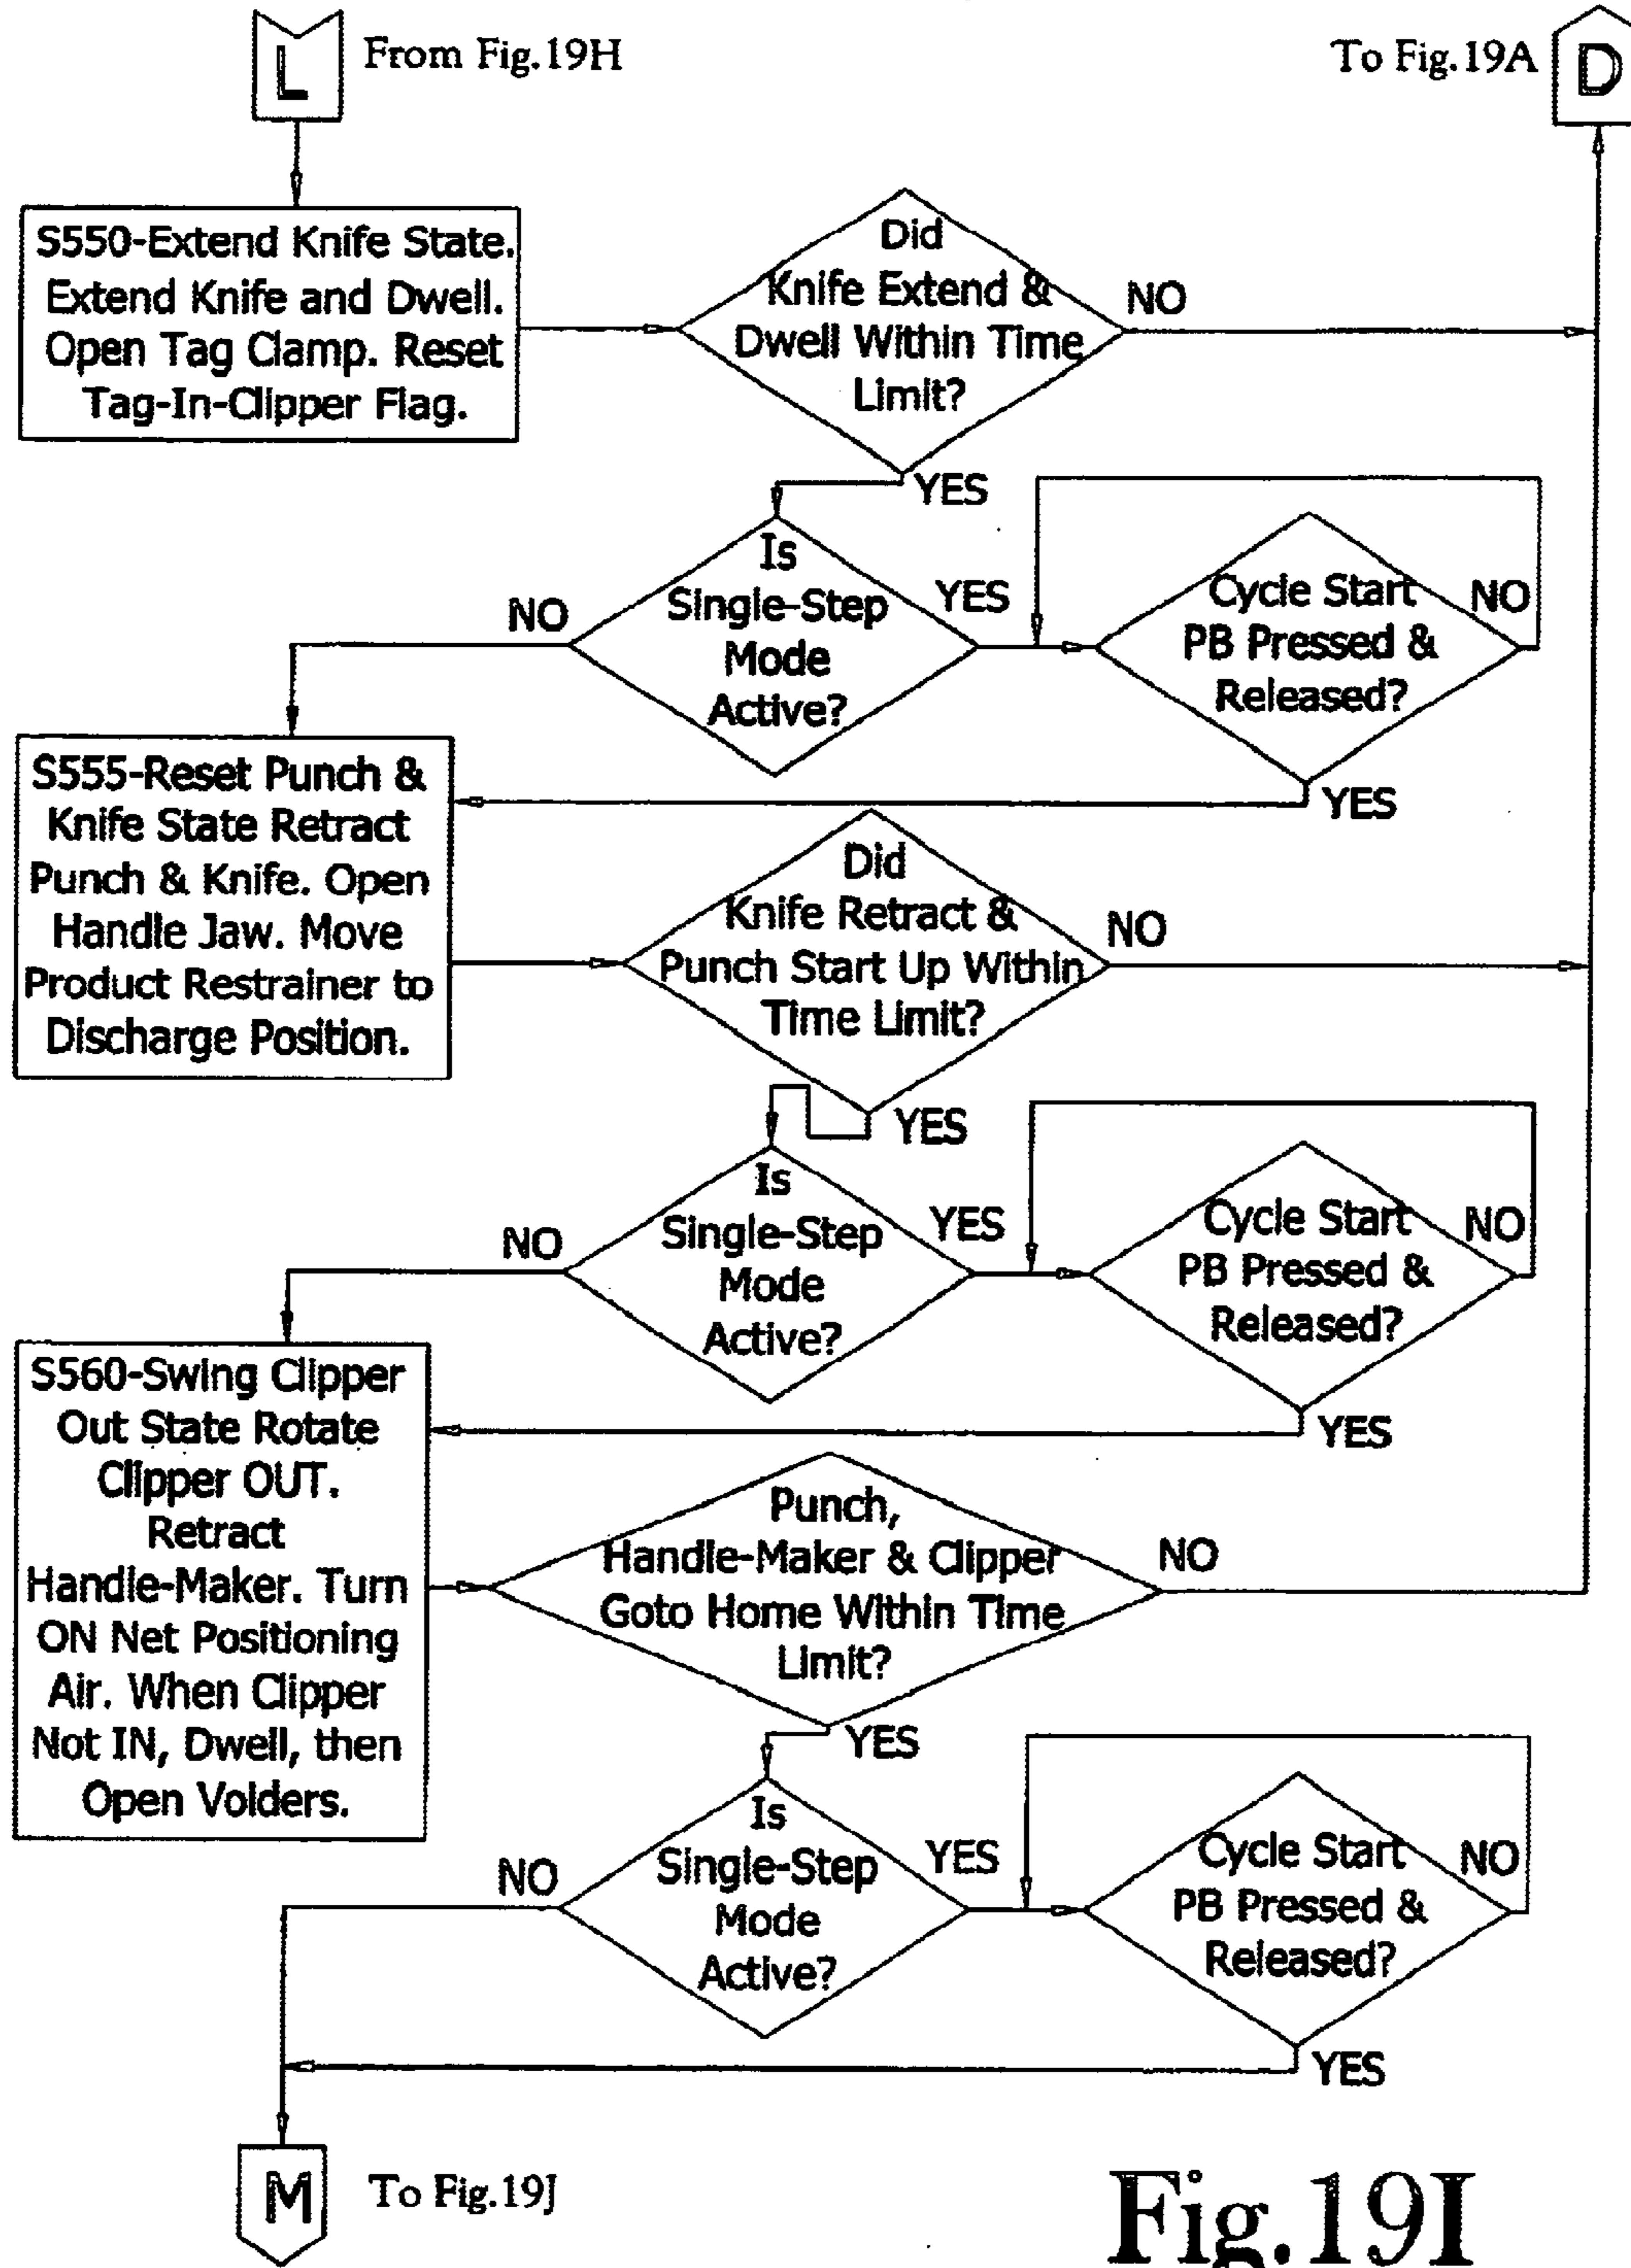 L
From Fig.19H
To Fig.19A
D
S550-Extend Knife State.
Extend Knife and Dwell.
Open Tag Clamp. Reset
Tag-In-Clipper Flag.
Did
Knife Extend &
Dwell Within Time
Limit?
NO
YES
Is
Single-Step
Mode
Active?
NO
YES
Cycle Start
PB Pressed &
Released?
NO
YES
S555-Reset Punch &
Knife State Retract
Punch & Knife. Open
Handle Jaw. Move
Product Restrainer to
Discharge Position.
Did
Knife Retract &
Punch Start Up Within
Time Limit?
NO
YES
Is
Single-Step
Mode
Active?
NO
YES
Cycle Start
PB Pressed &
Released?
NO
YES
S560-Swing Clipper
Out State Rotate
Clipper OUT.
Retract
Handle-Maker. Turn
ON Net Positioning
Air. When Clipper
Not IN, Dwell, then
Open Volders.
Punch,
Handle-Maker & Clipper
Goto Home Within Time
Limit?
NO
YES
Is
Single-Step
Mode
Active?
NO
YES
Cycle Start
PB Pressed &
Released?
NO
YES
M
To Fig.19J
Fig.19I